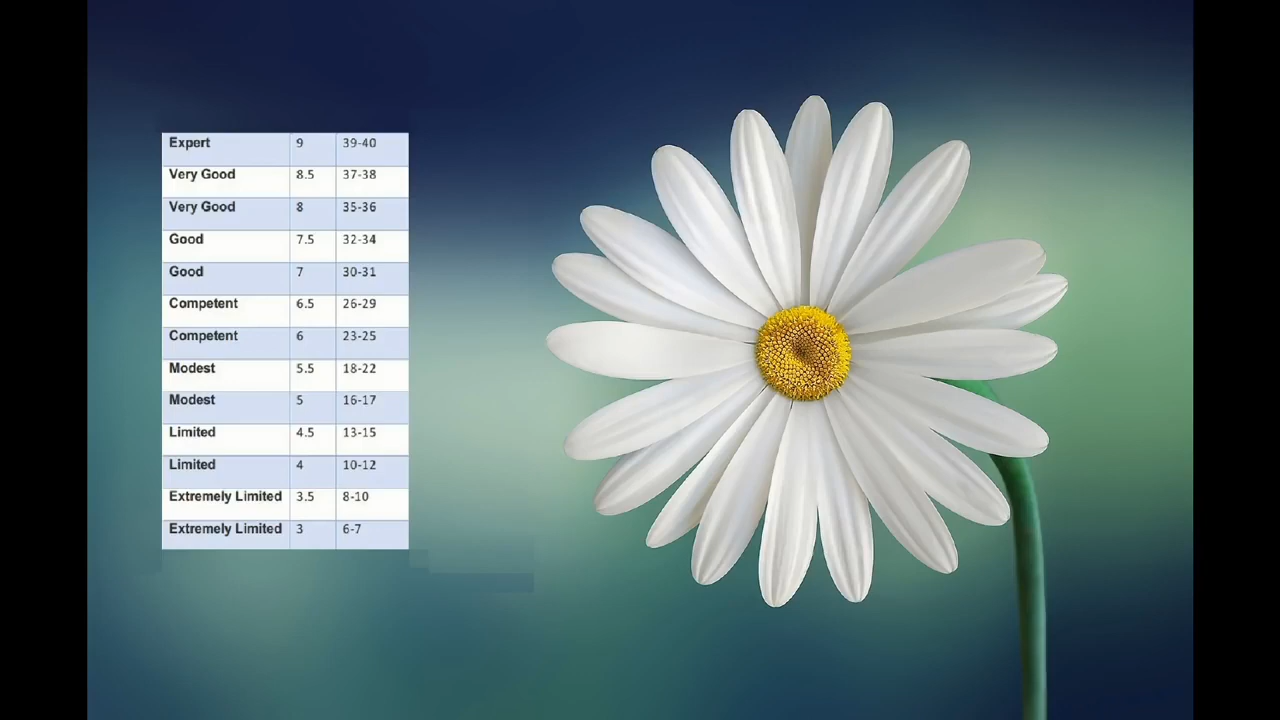 Expert 9 39-40
Very Good 8.5 37-38
Very Good 8 35-36
Good 7.5 32-34
Good 7 30-31
Competent 6.5 26-29
Competent 6 23-25
Modest 5.5 18-22
Modest 5 16-17
Limited 4.5 13-15
Limited 4 10-12
Extremely Limited 3.5 8-10
Extremely Limited 3 6-7